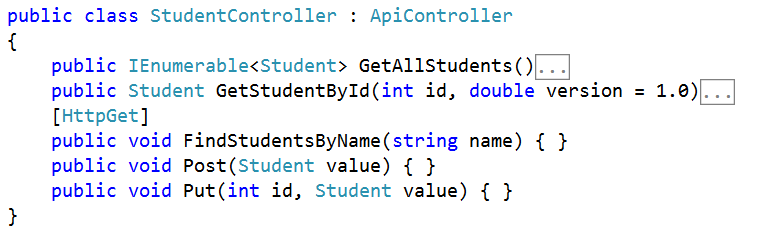 public class StudentController : ApiController
{
    public IEnumerable<Student> GetAllStudents()...
    public Student GetStudentById(int id, double version = 1.0)...
    [HttpGet]
    public void FindStudentsByName(string name) { }
    public void Post(Student value) { }
    public void Put(int id, Student value) { }
}